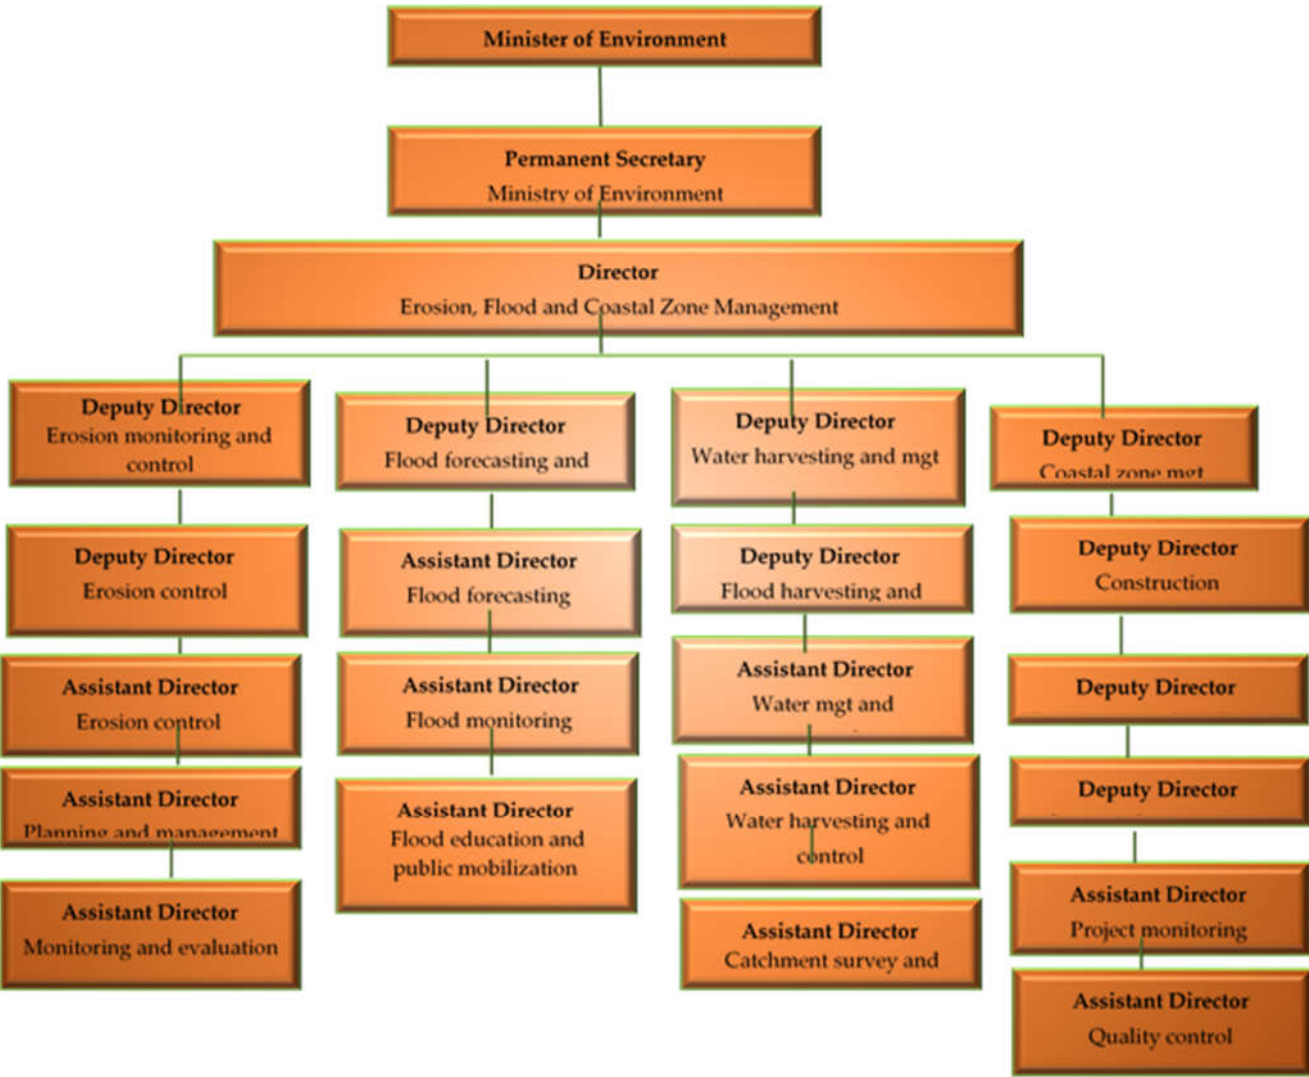 Minister of Environment
Permanent Secretary
Ministry of Environment
Director
Erosion, Flood and Coastal Zone Management
Deputy Director
Erosion monitoring and
control
Deputy Director
Erosion control
Assistant Director
Erosion control
Assistant Director
Planning and management
Assistant Director
Monitoring and evaluation
Deputy Director
Flood forecasting and
Assistant Director
Flood forecasting
Assistant Director
Flood monitoring
Assistant Director
Flood education and
public mobilization
Deputy Director
Water harvesting and mgt
Deputy Director
Flood harvesting and
Assistant Director
Water mgt and
Assistant Director
Water harvesting and
control
Assistant Director
Catchment survey and
Deputy Director
Coastal zone mgt
Deputy Director
Construction
Deputy Director
Deputy Director
Assistant Director
Project monitoring
Assistant Director
Quality control